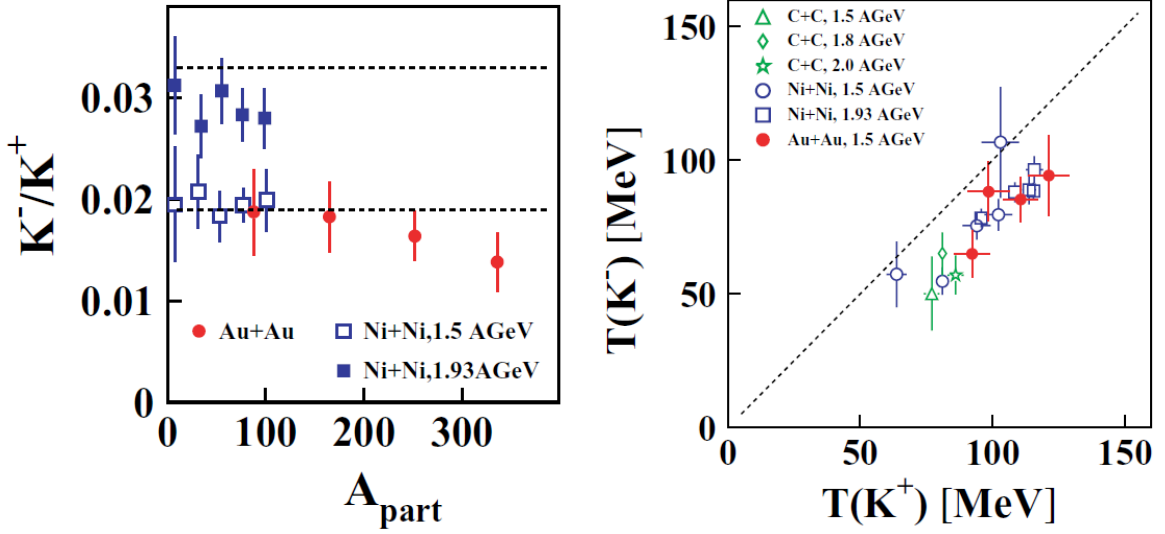 K⁻/K⁺
0.03
0.02
0.01
0
Au+Au
Ni+Ni,1.5 AGeV
Ni+Ni,1.93AGeV
0 100 200 300
A_part
T(K⁻) [MeV]
150
100
50
0
C+C, 1.5 AGeV
C+C, 1.8 AGeV
C+C, 2.0 AGeV
Ni+Ni, 1.5 AGeV
Ni+Ni, 1.93 AGeV
Au+Au, 1.5 AGeV
0 50 100 150
T(K⁺) [MeV]